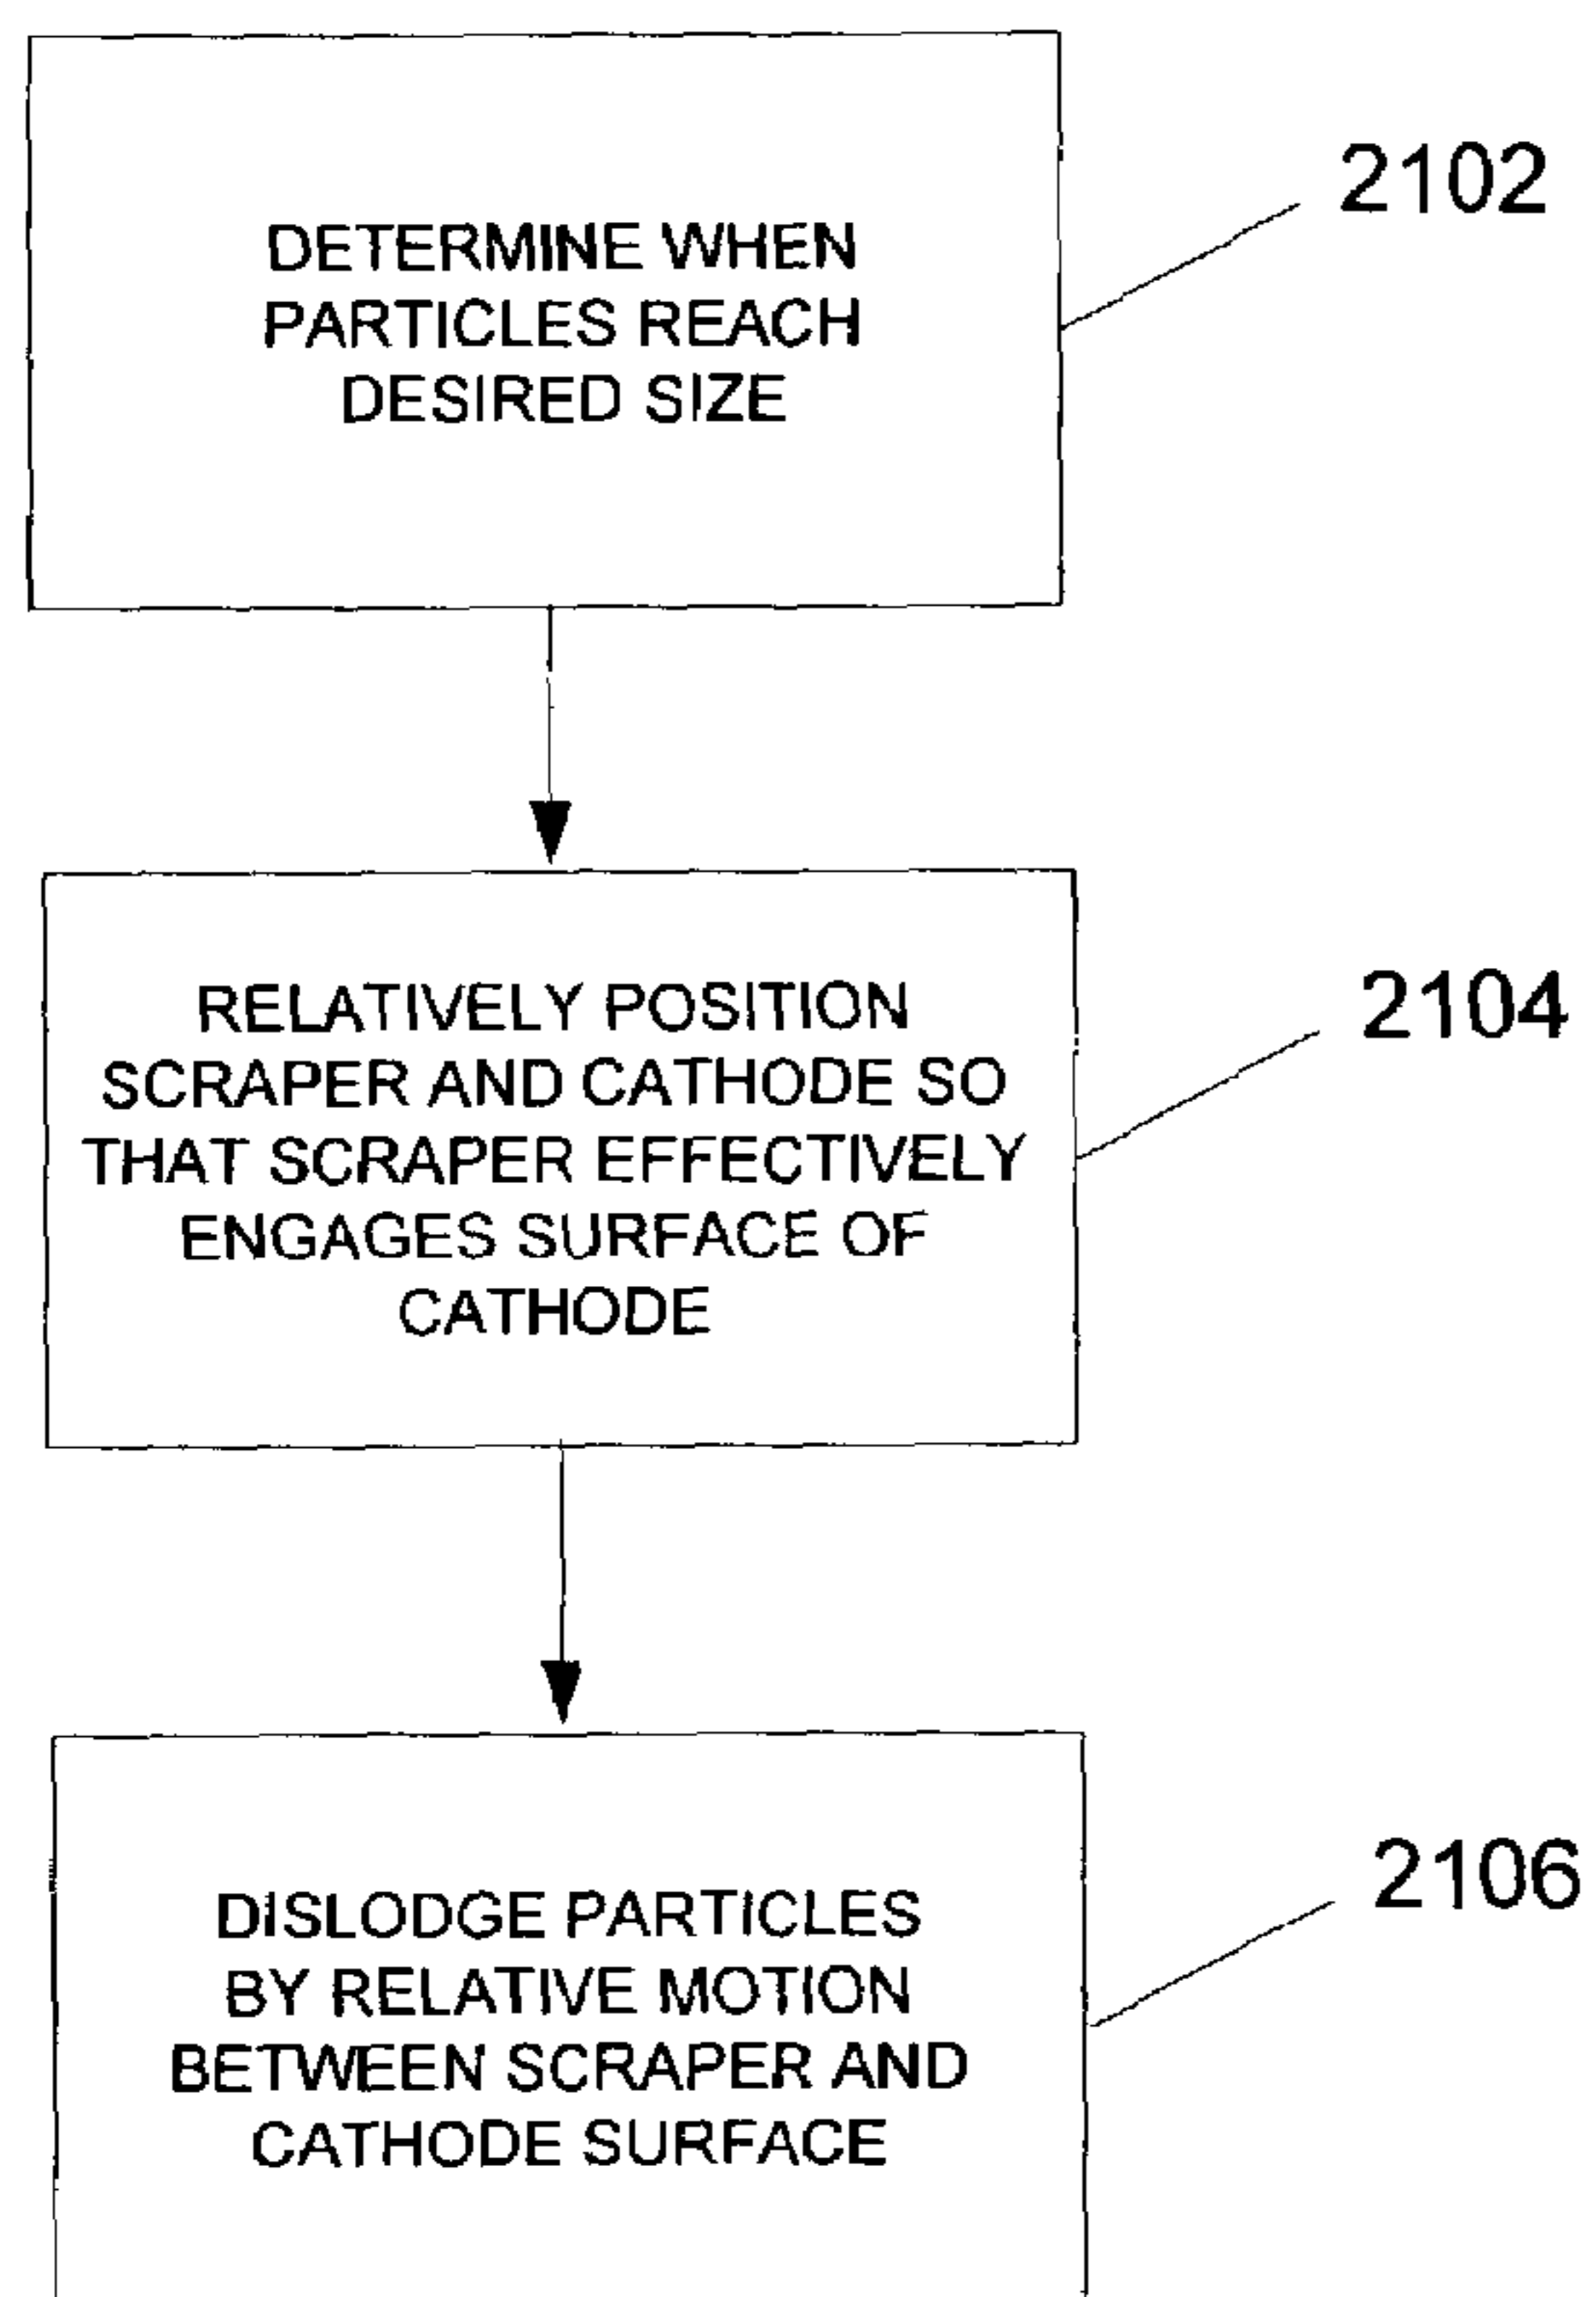 DETERMINE WHEN
PARTICLES REACH
DESIRED SIZE
2102
RELATIVELY POSITION
SCRAPER AND CATHODE SO
THAT SCRAPER EFFECTIVELY
ENGAGES SURFACE OF
CATHODE
2104
DISLODGE PARTICLES
BY RELATIVE MOTION
BETWEEN SCRAPER AND
CATHODE SURFACE
2106